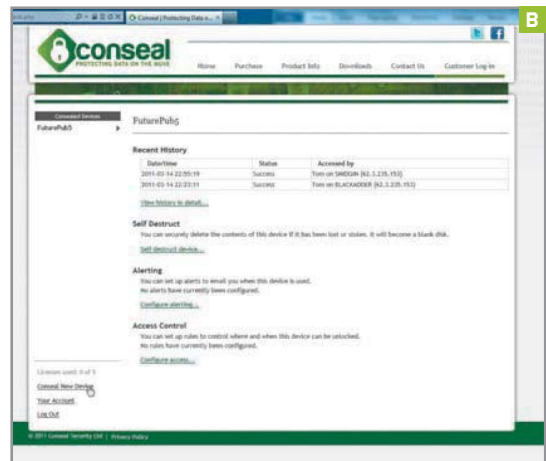 B
Conseal | Protecting Data o...
conseal
PROTECTING DATA ON THE MOVE
Home Purchase Product Info Downloads Contact Us Customer Log-in
Consealed Devices
FuturePub5
FuturePub5
Recent History
Date/time Status Accessed by
2011-03-14 22:55:19 Success Tom on SMIDGIN (62.3.235.153)
2011-03-14 22:23:11 Success Tom on BLACKADDER (62.3.235.153)
View history in detail...
Self Destruct
You can securely delete the contents of this device if it has been lost or stolen. It will become a blank disk.
Self destruct device...
Alerting
You can set up alerts to email you when this device is used.
No alerts have currently been configured.
Configure alerting...
Access Control
You can set up rules to control where and when this device can be unlocked.
No rules have currently been configured.
Configure access...
Licenses used: of 5
Conseal New Device
Your Account
Log Out
© 2011 Conseal Security Ltd | Privacy Policy